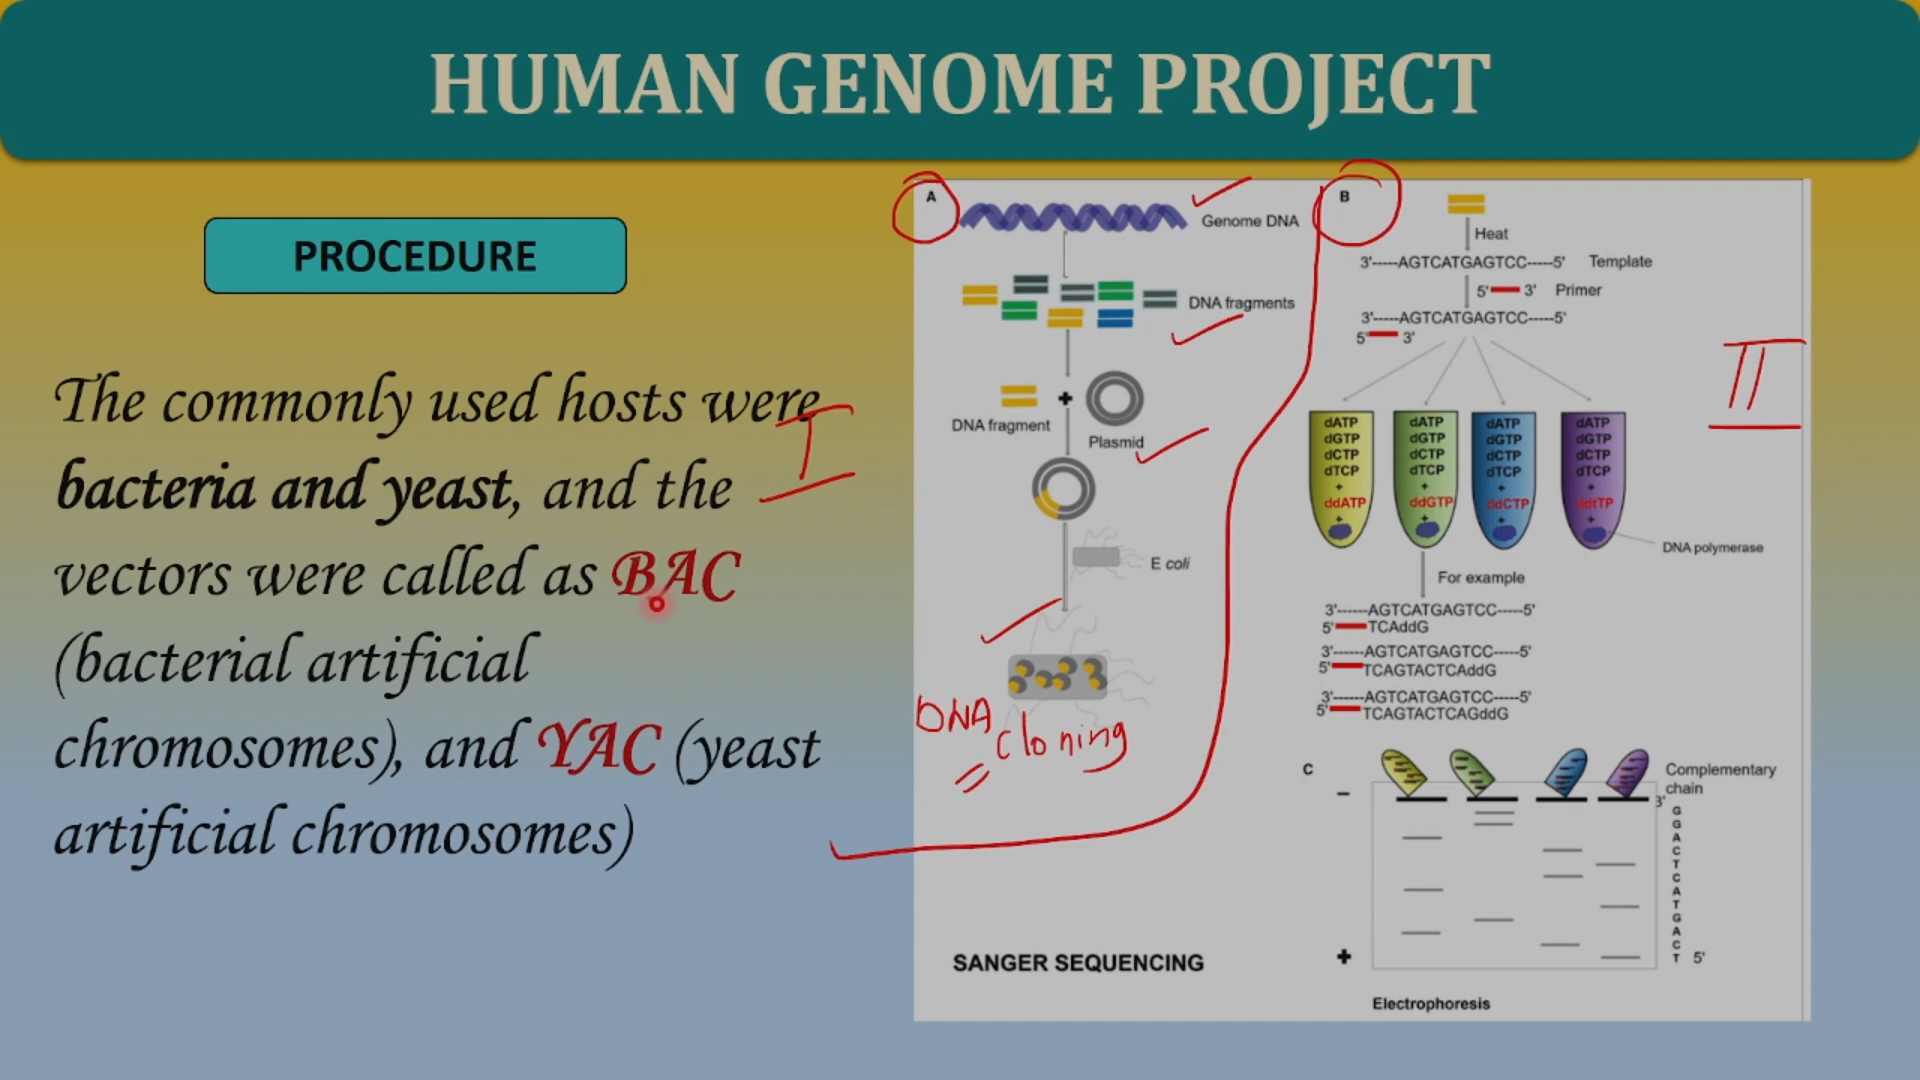 HUMAN GENOME PROJECT
PROCEDURE
The commonly used hosts were
bacteria and yeast, and the
vectors were called as BAC
(bacterial artificial
chromosomes), and YAC (yeast
artificial chromosomes)
I
A
Genome DNA
DNA fragments
DNA fragment
+
Plasmid
E coli
DNA
cloning
SANGER SEQUENCING
B
Heat
3'-----AGTCATGAGTCC-----5' Template
5' 3' Primer
3'-----AGTCATGAGTCC-----5'
5' 3'
II
dATP dATP dATP dATP
dGTP dGTP dGTP dGTP
dCTP dCTP dCTP dCTP
dTCP dTCP dTCP dTCP
+ + + +
ddATP ddGTP ddCTP ddtTP
+ + + +
DNA polymerase
For example
3'------AGTCATGAGTCC-----5'
5' TCAddG
3'------AGTCATGAGTCC-----5'
5' TCAGTACTCAddG
3'------AGTCATGAGTCC-----5'
5' TCAGTACTCAGddG
C
Complementary
chain
−
3'
G
G
A
C
T
C
A
T
G
A
C
T 5'
+
Electrophoresis